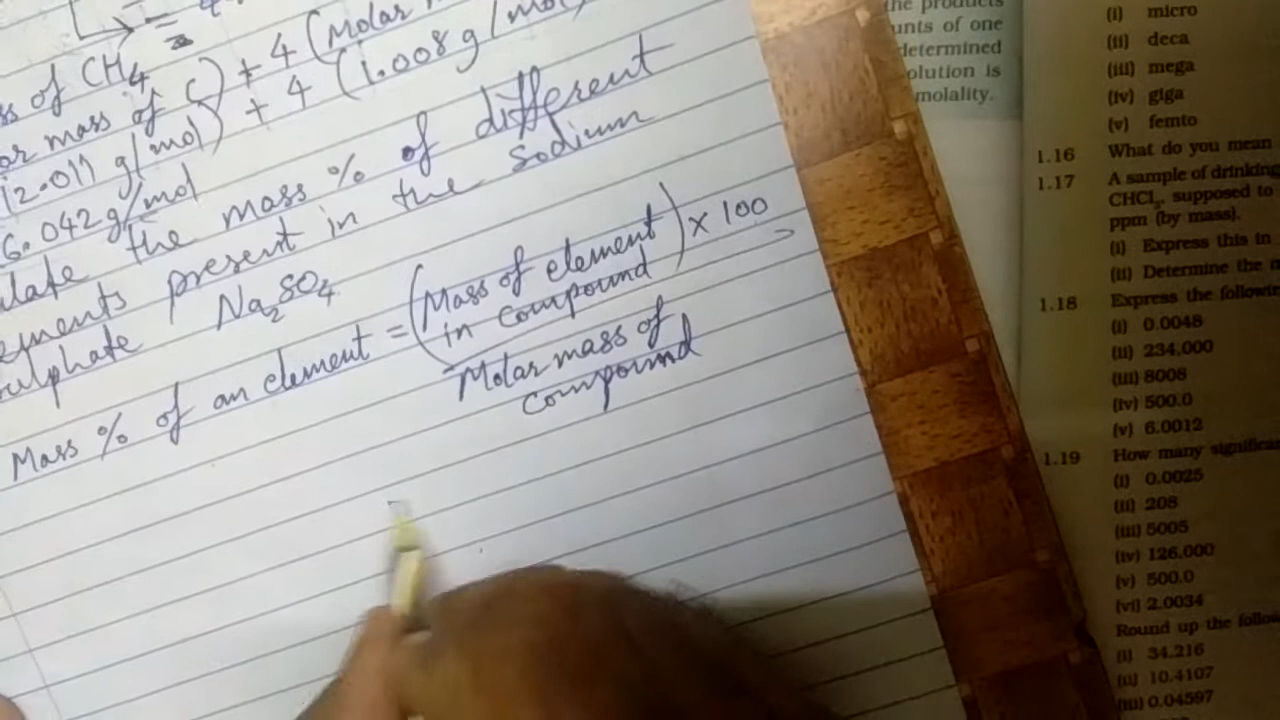 = 4
ss of CH4
ar mass of C) + 4 (Molar
12.011 g/mol) + 4 (1.008 g/mol)
6.042 g/mol
ulate the mass % of different
ements present in the sodium
sulphate Na2SO4.
Mass % of an element = (Mass of element in compound) × 100
Molar mass of compound
the products
unts of one
determined
olution is
molality.
(i) micro
(ii) deca
(iii) mega
(iv) giga
(v) femto
1.16 What do you mean
1.17 A sample of drinking
CHCl3, supposed to
ppm (by mass).
(i) Express this in
(ii) Determine the
1.18 Express the followin
(i) 0.0048
(ii) 234,000
(iii) 8008
(iv) 500.0
(v) 6.0012
1.19 How many significa
(i) 0.0025
(ii) 208
(iii) 5005
(iv) 126,000
(v) 500.0
(vi) 2.0034
Round up the follow
(i) 34.216
(ii) 10.4107
(iii) 0.04597